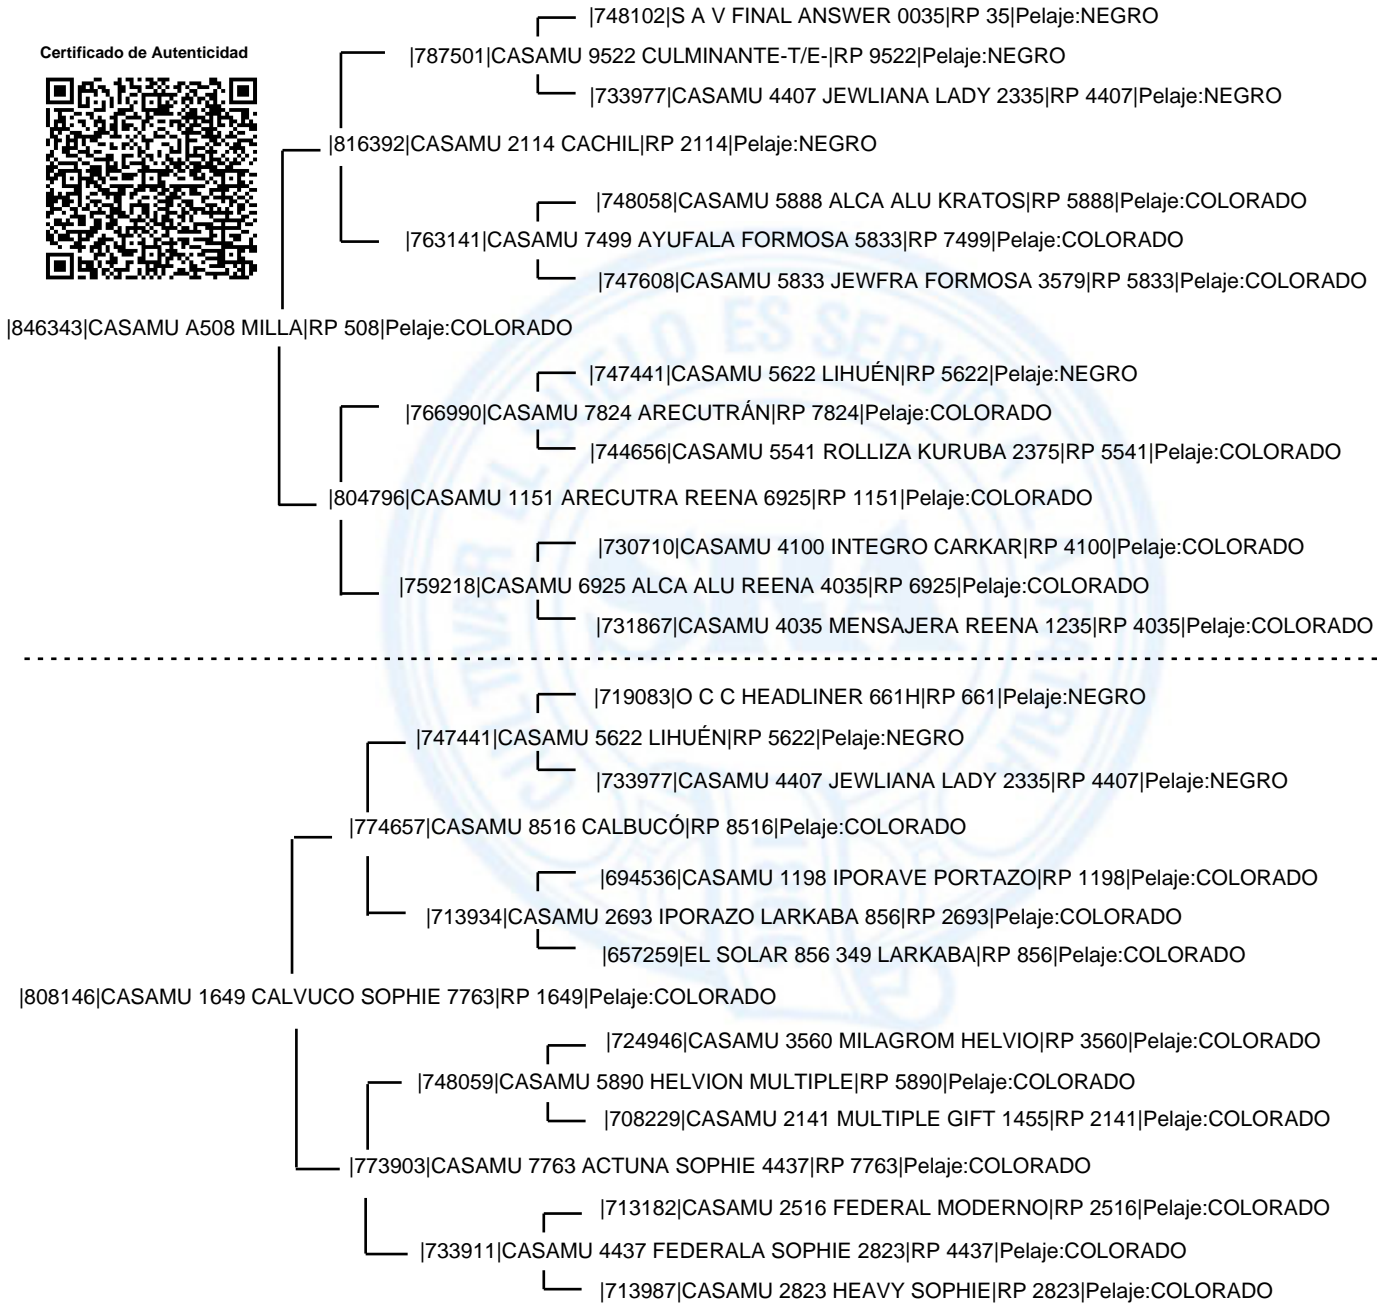 |748102|S A V FINAL ANSWER 0035|RP 35|Pelaje:NEGRO
Certificado de Autenticidad
|787501|CASAMU 9522 CULMINANTE-T/E-|RP 9522|Pelaje:NEGRO
|733977|CASAMU 4407 JEWLIANA LADY 2335|RP 4407|Pelaje:NEGRO
|816392|CASAMU 2114 CACHIL|RP 2114|Pelaje:NEGRO
|748058|CASAMU 5888 ALCA ALU KRATOS|RP 5888|Pelaje:COLORADO
|763141|CASAMU 7499 AYUFALA FORMOSA 5833|RP 7499|Pelaje:COLORADO
|747608|CASAMU 5833 JEWFRA FORMOSA 3579|RP 5833|Pelaje:COLORADO
|846343|CASAMU A508 MILLA|RP 508|Pelaje:COLORADO
|747441|CASAMU 5622 LIHUÉN|RP 5622|Pelaje:NEGRO
|766990|CASAMU 7824 ARECUTRÁN|RP 7824|Pelaje:COLORADO
|744656|CASAMU 5541 ROLLIZA KURUBA 2375|RP 5541|Pelaje:COLORADO
|804796|CASAMU 1151 ARECUTRA REENA 6925|RP 1151|Pelaje:COLORADO
|730710|CASAMU 4100 INTEGRO CARKAR|RP 4100|Pelaje:COLORADO
|759218|CASAMU 6925 ALCA ALU REENA 4035|RP 6925|Pelaje:COLORADO
|731867|CASAMU 4035 MENSAJERA REENA 1235|RP 4035|Pelaje:COLORADO
|719083|O C C HEADLINER 661H|RP 661|Pelaje:NEGRO
|747441|CASAMU 5622 LIHUÉN|RP 5622|Pelaje:NEGRO
|733977|CASAMU 4407 JEWLIANA LADY 2335|RP 4407|Pelaje:NEGRO
|774657|CASAMU 8516 CALBUCÓ|RP 8516|Pelaje:COLORADO
|694536|CASAMU 1198 IPORAVE PORTAZO|RP 1198|Pelaje:COLORADO
|713934|CASAMU 2693 IPORAZO LARKABA 856|RP 2693|Pelaje:COLORADO
|657259|EL SOLAR 856 349 LARKABA|RP 856|Pelaje:COLORADO
|808146|CASAMU 1649 CALVUCO SOPHIE 7763|RP 1649|Pelaje:COLORADO
|724946|CASAMU 3560 MILAGROM HELVIO|RP 3560|Pelaje:COLORADO
|748059|CASAMU 5890 HELVION MULTIPLE|RP 5890|Pelaje:COLORADO
|708229|CASAMU 2141 MULTIPLE GIFT 1455|RP 2141|Pelaje:COLORADO
|773903|CASAMU 7763 ACTUNA SOPHIE 4437|RP 7763|Pelaje:COLORADO
|713182|CASAMU 2516 FEDERAL MODERNO|RP 2516|Pelaje:COLORADO
|733911|CASAMU 4437 FEDERALA SOPHIE 2823|RP 4437|Pelaje:COLORADO
|713987|CASAMU 2823 HEAVY SOPHIE|RP 2823|Pelaje:COLORADO
CULTIVAR EL SUELO ES SERVIR A LA PATRIA
SRA
1866